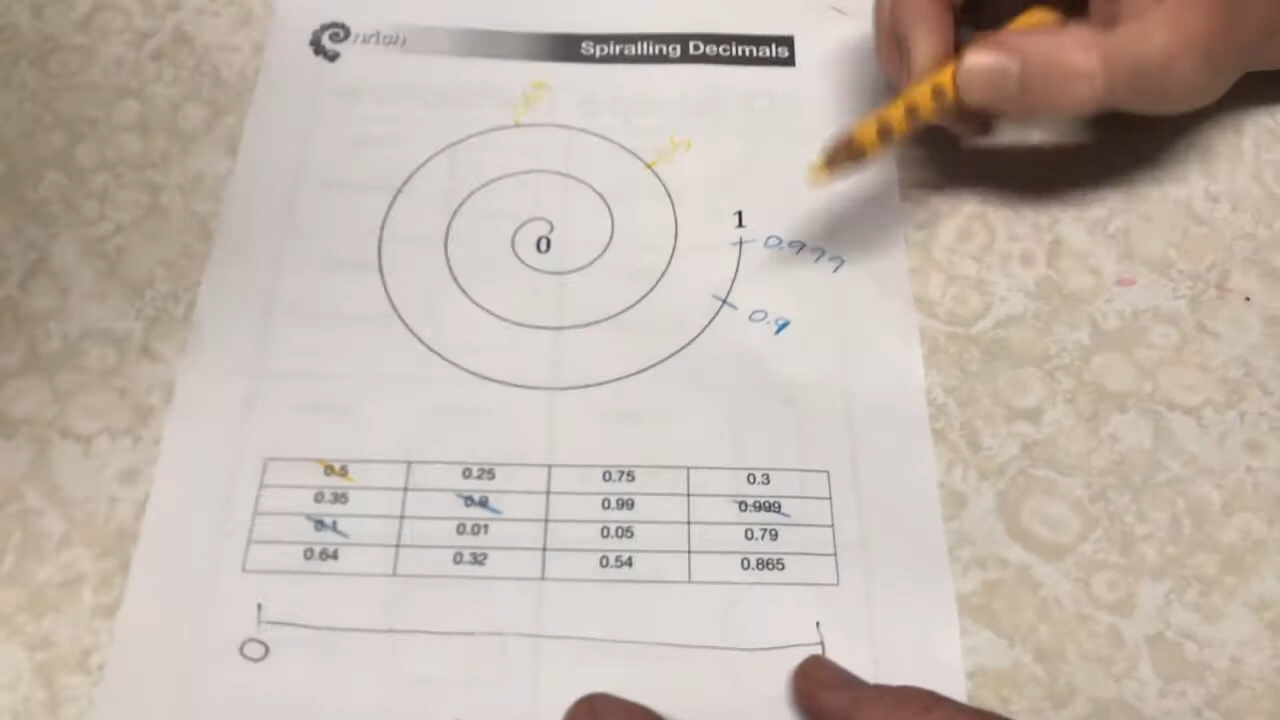 nrich
Spiralling Decimals
0
1
0.999
0.9
0.5 0.25 0.75 0.3
0.35 0.9 0.99 0.999
0.1 0.01 0.05 0.79
0.64 0.32 0.54 0.865
0